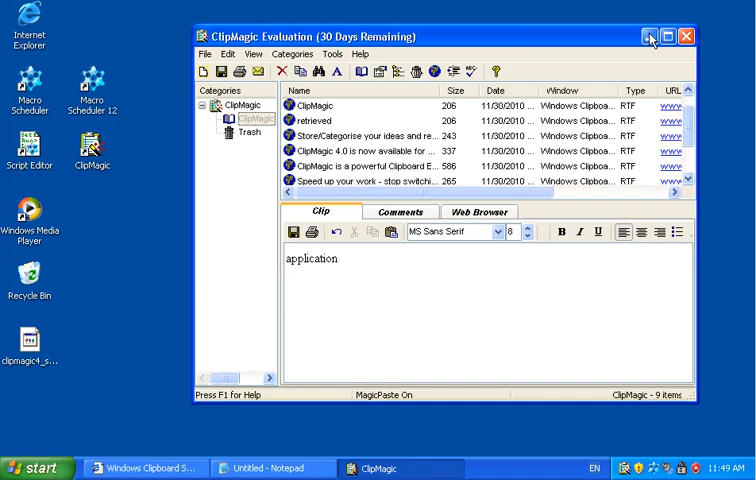 Internet
Explorer
Macro
Scheduler
Macro
Scheduler 12
Script Editor
ClipMagic
Windows Media
Player
Recycle Bin
clipmagic4_s...
ClipMagic Evaluation (30 Days Remaining)
File Edit View Categories Tools Help
Categories
ClipMagic
ClipMagic
Trash
Name Size Date Window Type URL
ClipMagic 206 11/30/2010 ... Windows Clipboa... RTF www
retrieved 206 11/30/2010 ... Windows Clipboa... RTF www
Store/Categorise your ideas and re... 243 11/30/2010 ... Windows Clipboa... RTF www
ClipMagic 4.0 is now available for ... 337 11/30/2010 ... Windows Clipboa... RTF www
ClipMagic is a powerful Clipboard E... 586 11/30/2010 ... Windows Clipboa... RTF www
Speed up your work - stop switchi... 265 11/30/2010 ... Windows Clipboa... RTF www
Clip Comments Web Browser
MS Sans Serif 8 B I U
application
Press F1 for Help MagicPaste On ClipMagic - 9 items
start Windows Clipboard S... Untitled - Notepad ClipMagic EN 11:49 AM